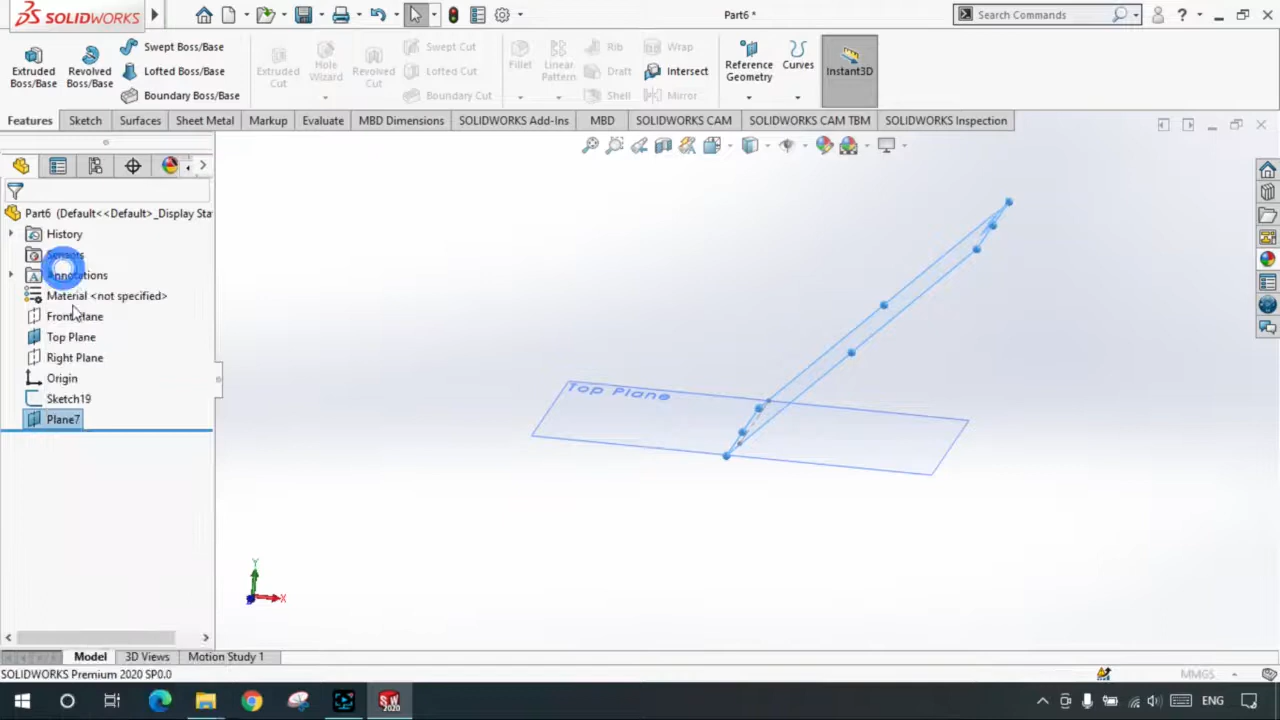 SOLIDWORKS
Part6 *
Search Commands
Extruded Boss/Base
Revolved Boss/Base
Swept Boss/Base
Lofted Boss/Base
Boundary Boss/Base
Extruded Cut
Hole Wizard
Revolved Cut
Swept Cut
Lofted Cut
Boundary Cut
Fillet
Linear Pattern
Rib
Draft
Shell
Wrap
Intersect
Mirror
Reference Geometry
Curves
Instant3D
Features
Sketch
Surfaces
Sheet Metal
Markup
Evaluate
MBD Dimensions
SOLIDWORKS Add-Ins
MBD
SOLIDWORKS CAM
SOLIDWORKS CAM TBM
SOLIDWORKS Inspection
Part6 (Default<<Default>_Display Sta
History
Sensors
Annotations
Material <not specified>
Front Plane
Top Plane
Right Plane
Origin
Sketch19
Plane7
Top Plane
Y
X
Model
3D Views
Motion Study 1
SOLIDWORKS Premium 2020 SP0.0
MMGS
SW
2020
ENG